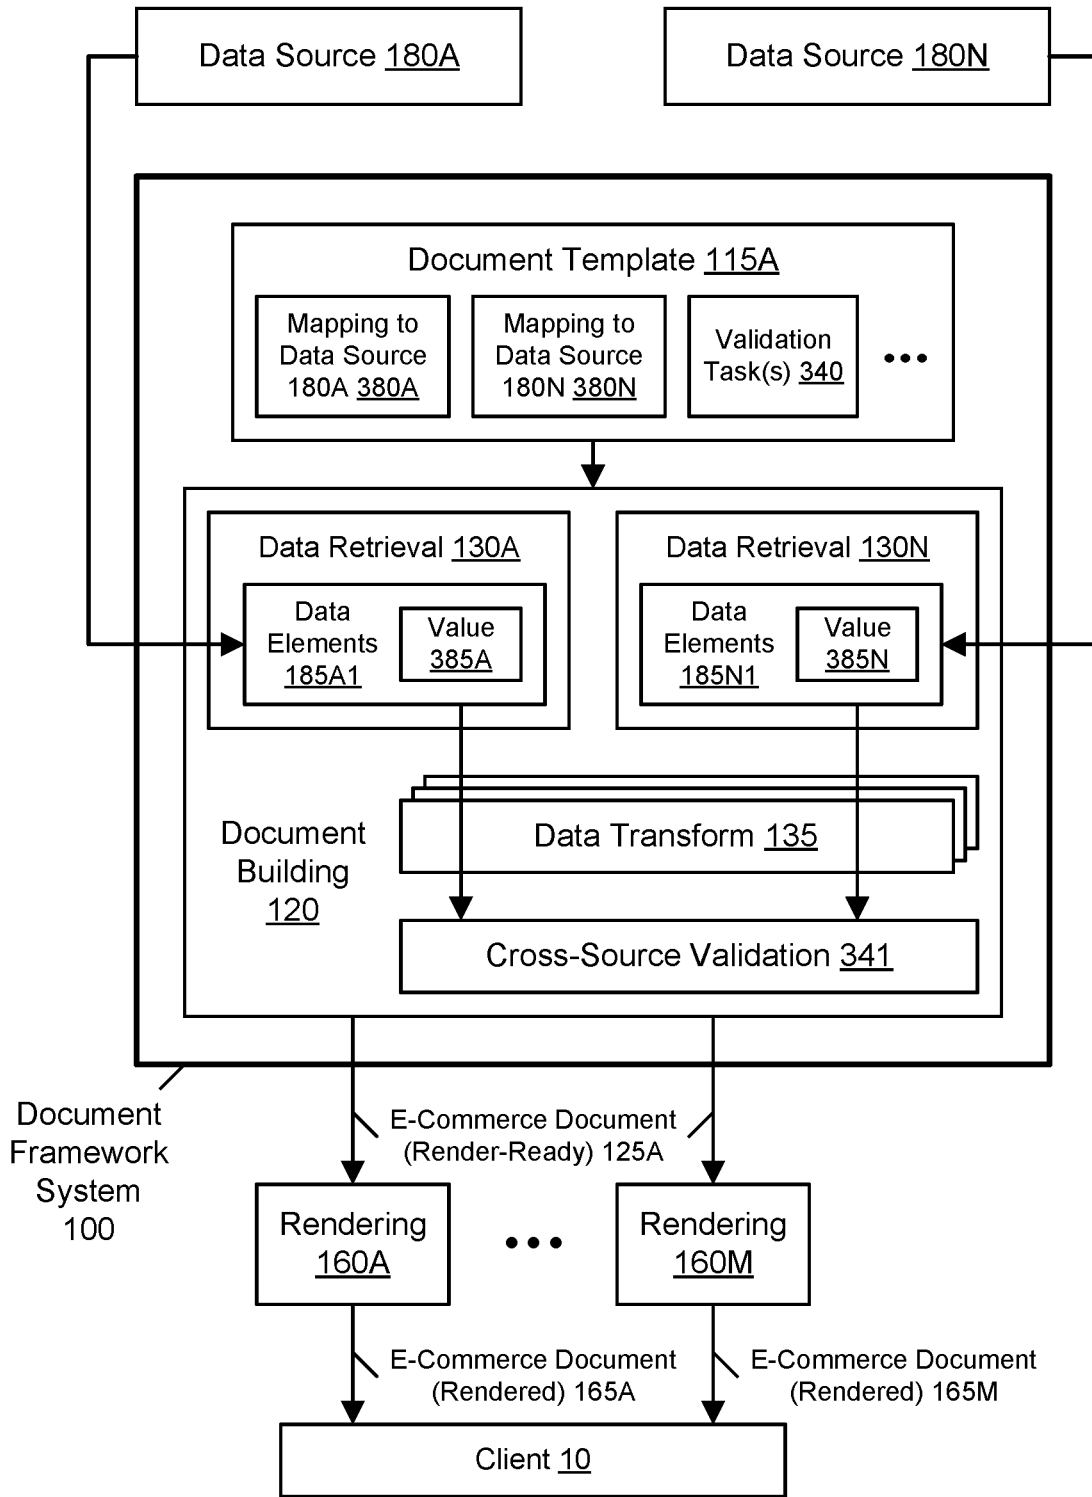 Data Source 180A
Data Source 180N
Document Template 115A
Mapping to
Data Source
180A 380A
Mapping to
Data Source
180N 380N
Validation
Task(s) 340
•••
Data Retrieval 130A
Data
Elements
185A1
Value
385A
Data Retrieval 130N
Data
Elements
185N1
Value
385N
Data Transform 135
Document
Building
120
Cross-Source Validation 341
Document
Framework
System
100
E-Commerce Document
(Render-Ready) 125A
Rendering
160A
•••
Rendering
160M
E-Commerce Document
(Rendered) 165A
E-Commerce Document
(Rendered) 165M
Client 10